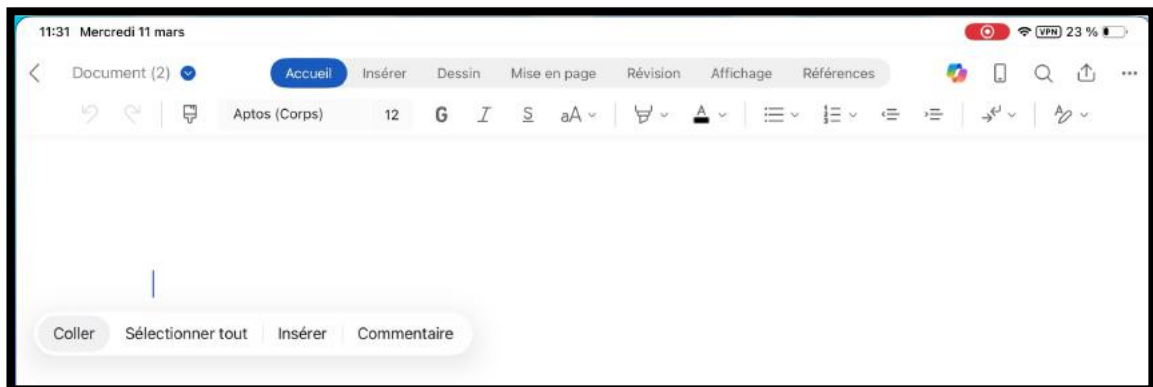 11:31 Mercredi 11 mars VPN 23 %
Document (2) Accueil Insérer Dessin Mise en page Révision Affichage Références
Aptos (Corps) 12 G I S aA A A
Coller Sélectionner tout Insérer Commentaire